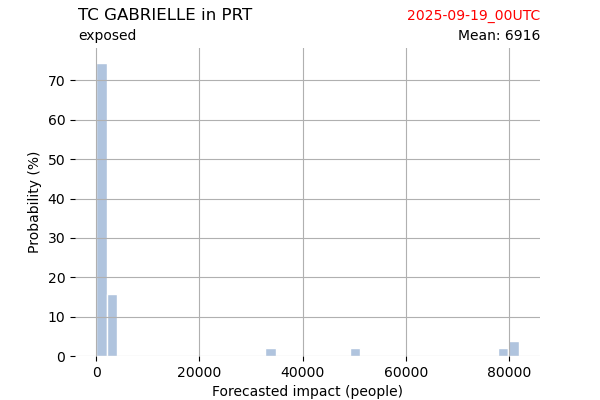 TC GABRIELLE in PRT
2025-09-19_00UTC
exposed
Mean: 6916
70
60
50
40
30
20
10
0
Probability (%)
0 20000 40000 60000 80000
Forecasted impact (people)